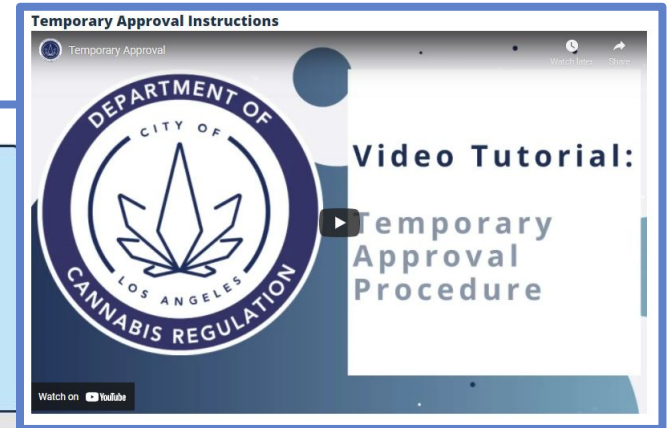 Temporary Approval Instructions
Temporary Approval
Watch later
Share
DEPARTMENT OF
CITY OF
LOS ANGELES
CANNABIS REGULATION
Video Tutorial:
Temporary
Approval
Procedure
Watch on YouTube